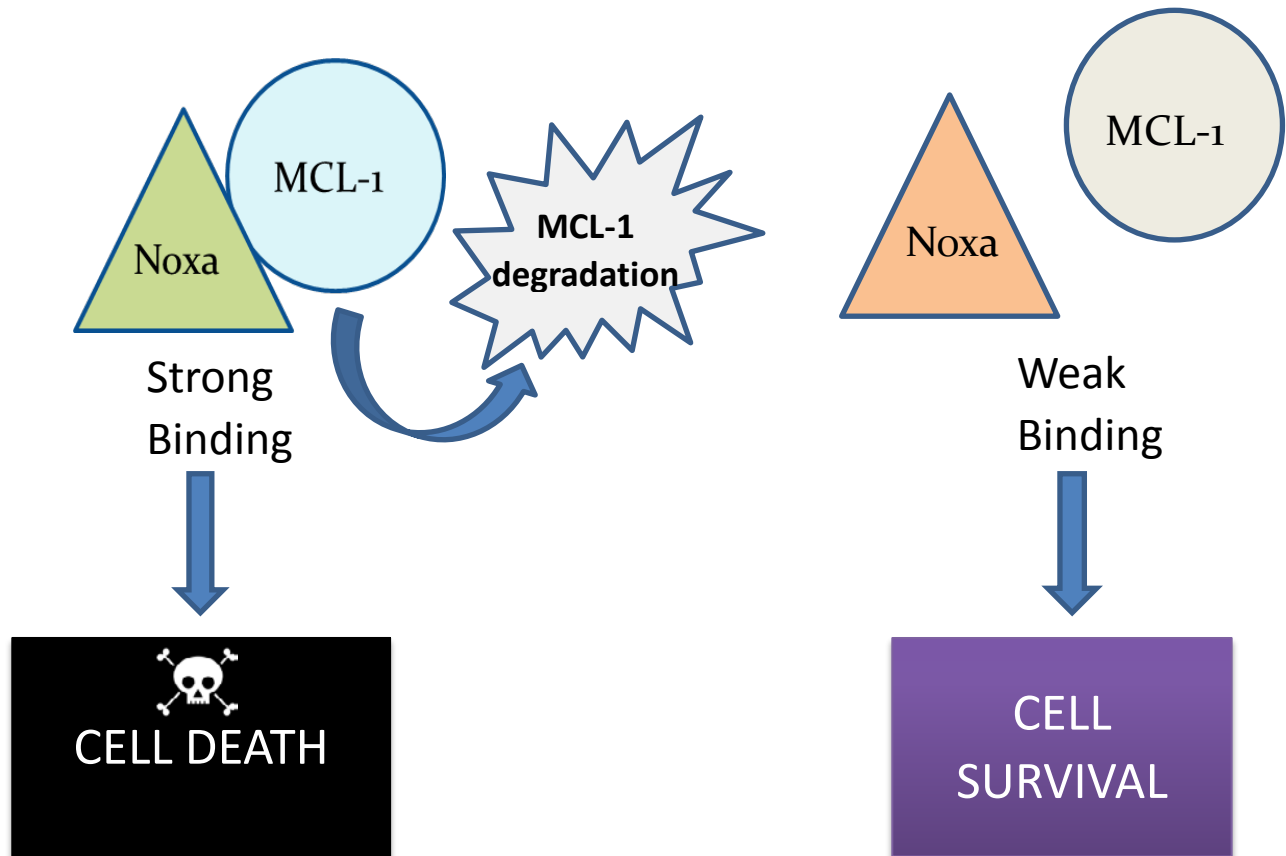 Noxa
MCL-1
MCL-1
degradation
Strong
Binding
CELL DEATH
Noxa
MCL-1
Weak
Binding
CELL
SURVIVAL